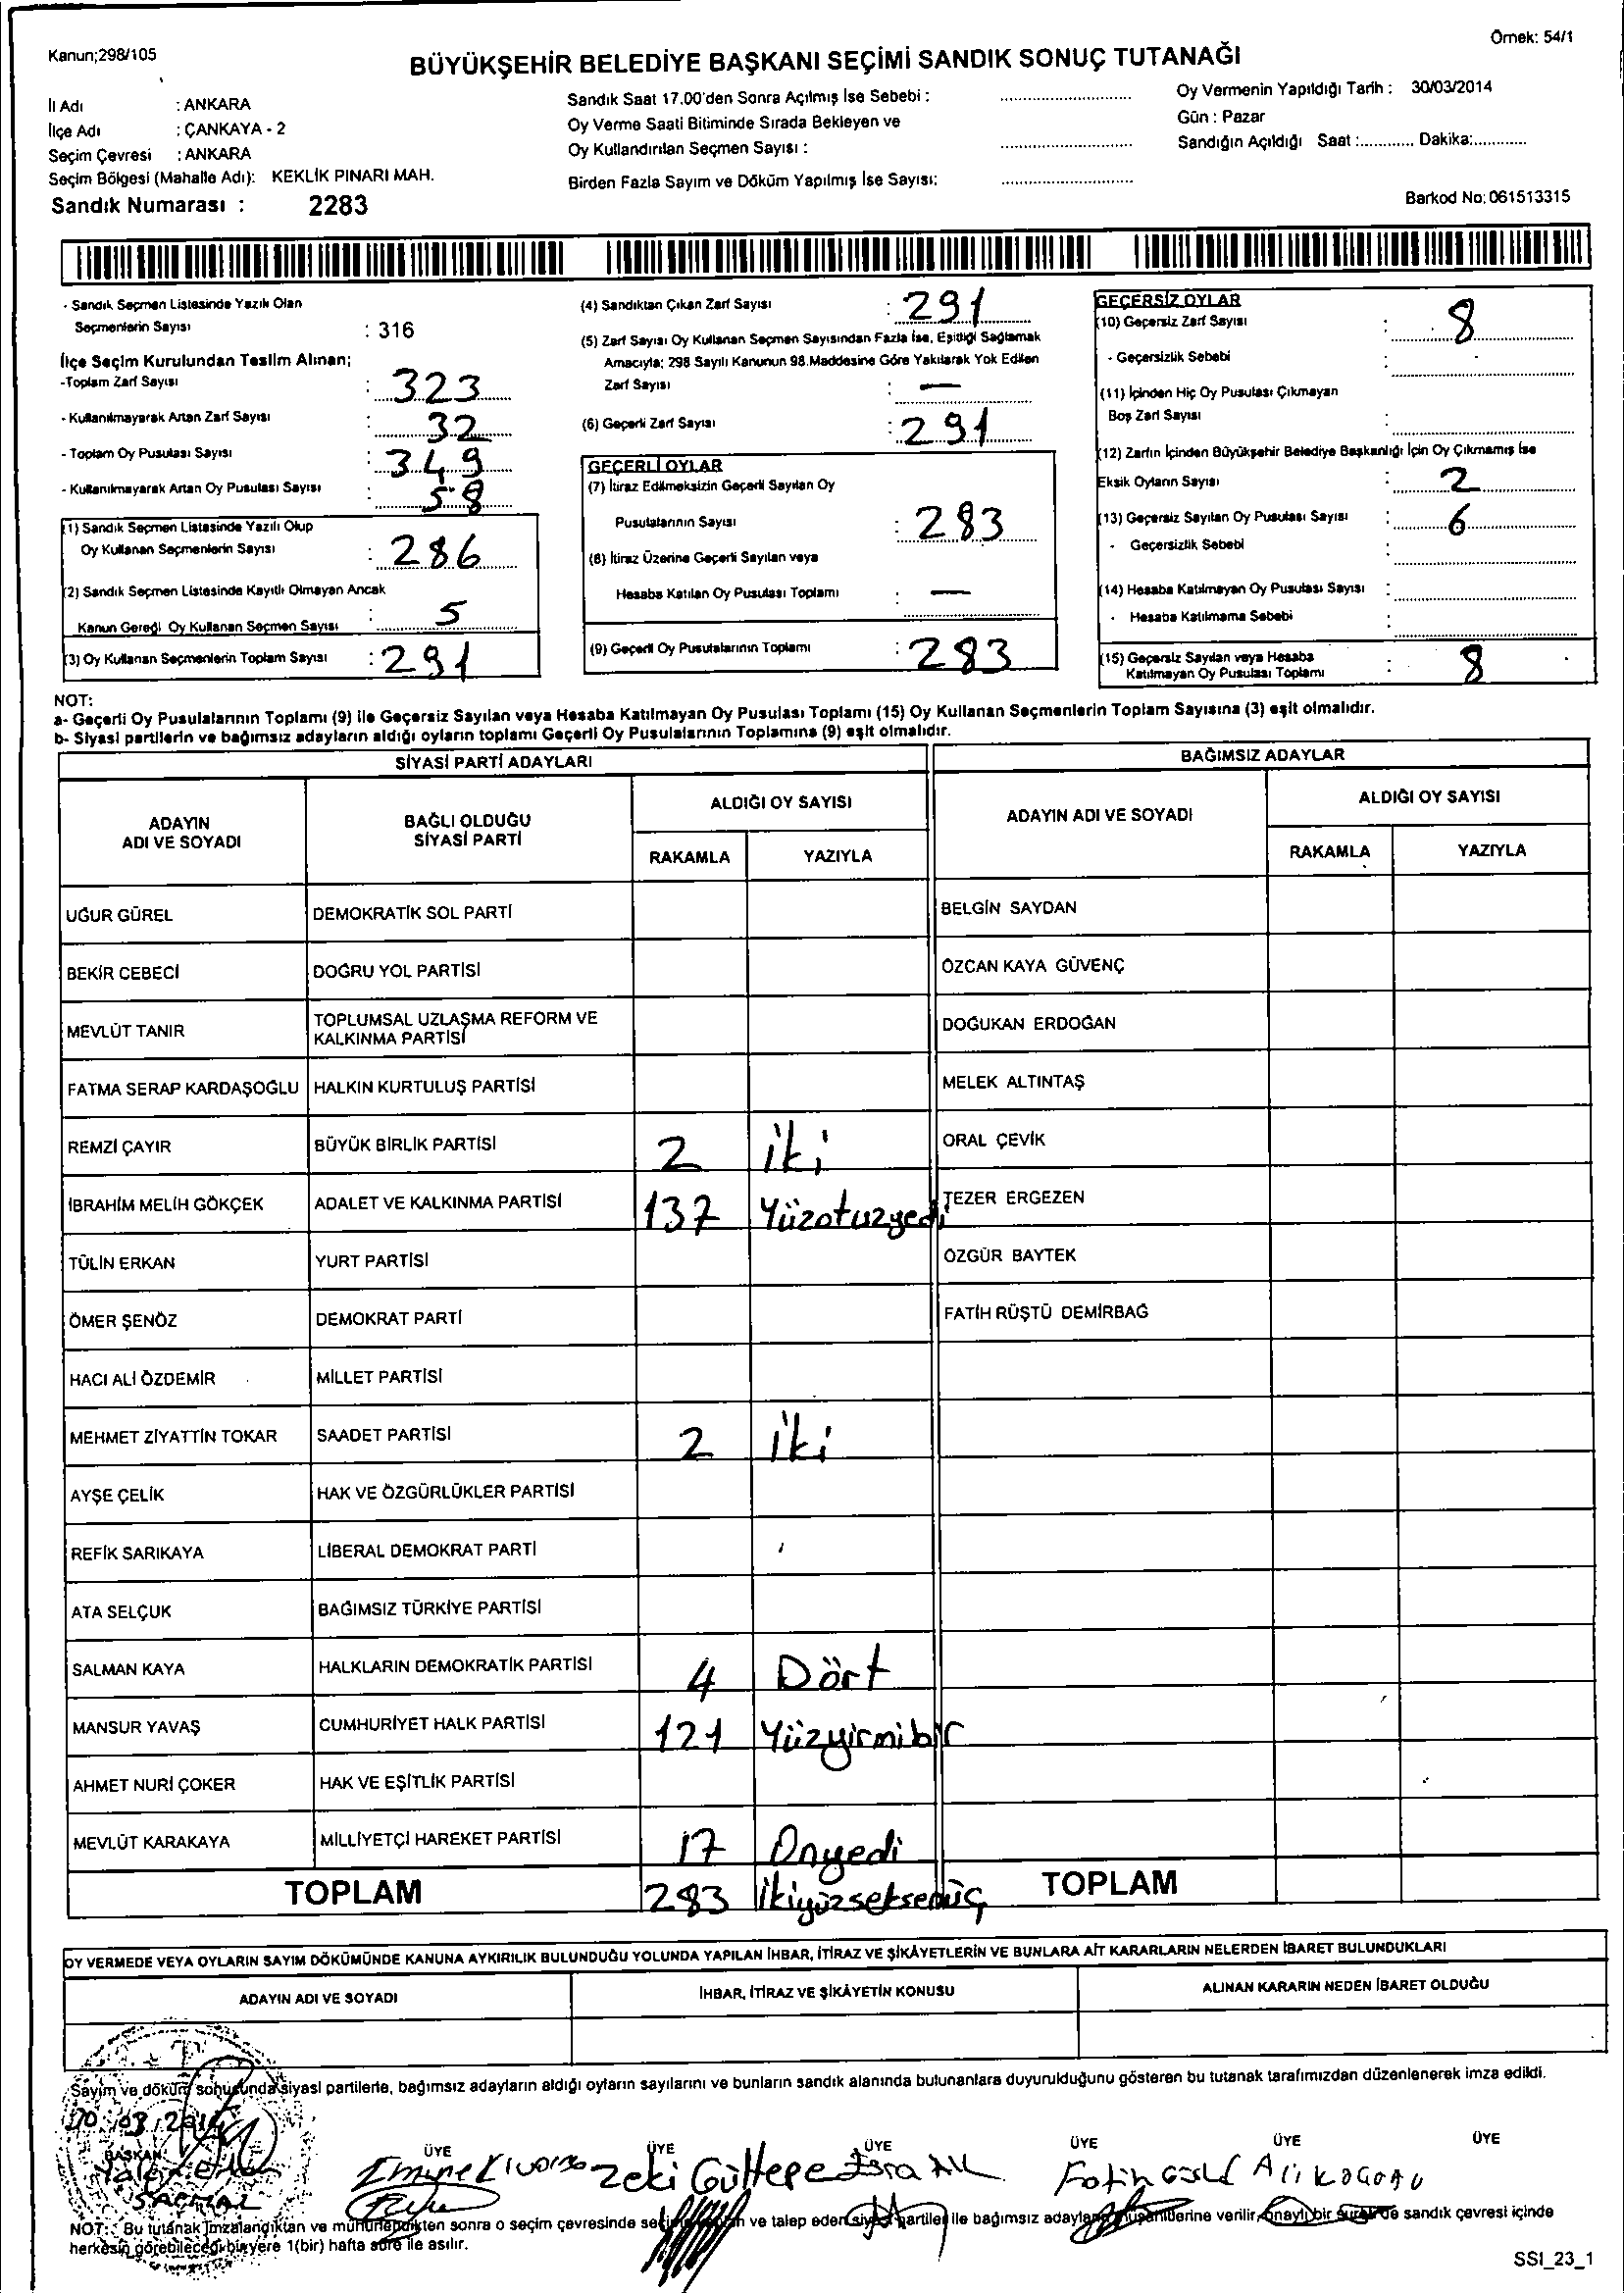 Kanun;298/105
Örnek: 54/1
BÜYÜKŞEHİR BELEDİYE BAŞKANI SEÇİMİ SANDIK SONUÇ TUTANAĞI
İl Adı : ANKARA
İlçe Adı : ÇANKAYA - 2
Seçim Çevresi : ANKARA
Seçim Bölgesi (Mahalle Adı): KEKLİK PINARI MAH.
Sandık Numarası : 2283
Sandık Saat 17.00'den Sonra Açılmış İse Sebebi :
Oy Verme Saati Bitiminde Sırada Bekleyen ve
Oy Kullandırılan Seçmen Sayısı :
Birden Fazla Sayım ve Döküm Yapılmış İse Sayısı:
Oy Vermenin Yapıldığı Tarih : 30/03/2014
Gün : Pazar
Sandığın Açıldığı Saat :............ Dakika:............
Barkod No: 061513315
- Sandık Seçmen Listesinde Yazılı Olan
Seçmenlerin Sayısı : 316
İlçe Seçim Kurulundan Teslim Alınan;
-Toplam Zarf Sayısı : 323
- Kullanılmayarak Artan Zarf Sayısı : 32
- Toplam Oy Pusulası Sayısı : 349
- Kullanılmayarak Artan Oy Pusulası Sayısı : 58
(1) Sandık Seçmen Listesinde Yazılı Olup
Oy Kullanan Seçmenlerin Sayısı : 286
(2) Sandık Seçmen Listesinde Kayıtlı Olmayan Ancak
Kanun Gereği Oy Kullanan Seçmen Sayısı : 5
(3) Oy Kullanan Seçmenlerin Toplam Sayısı : 291
(4) Sandıktan Çıkan Zarf Sayısı : 291
(5) Zarf Sayısı Oy Kullanan Seçmen Sayısından Fazla İse, Eşitliği Sağlamak
Amacıyla; 298 Sayılı Kanunun 98.Maddesine Göre Yakılarak Yok Edilen
Zarf Sayısı : —
(6) Geçerli Zarf Sayısı : 291
GEÇERLİ OYLAR
(7) İtiraz Edilmeksizin Geçerli Sayılan Oy
Pusulalarının Sayısı : 283
(8) İtiraz Üzerine Geçerli Sayılan veya
Hesaba Katılan Oy Pusulası Toplamı : —
(9) Geçerli Oy Pusulalarının Toplamı : 283
GEÇERSİZ OYLAR
(10) Geçersiz Zarf Sayısı : 8
- Geçersizlik Sebebi :
(11) İçinden Hiç Oy Pusulası Çıkmayan
Boş Zarf Sayısı :
(12) Zarfın İçinden Büyükşehir Belediye Başkanlığı İçin Oy Çıkmamış İse
Eksik Oyların Sayısı : 2
(13) Geçersiz Sayılan Oy Pusulası Sayısı : 6
- Geçersizlik Sebebi :
(14) Hesaba Katılmayan Oy Pusulası Sayısı :
- Hesaba Katılmama Sebebi :
(15) Geçersiz Sayılan veya Hesaba
Katılmayan Oy Pusulası Toplamı : 8
NOT:
a- Geçerli Oy Pusulalarının Toplamı (9) ile Geçersiz Sayılan veya Hesaba Katılmayan Oy Pusulası Toplamı (15) Oy Kullanan Seçmenlerin Toplam Sayısına (3) eşit olmalıdır.
b- Siyasi partilerin ve bağımsız adayların aldığı oyların toplamı Geçerli Oy Pusulalarının Toplamına (9) eşit olmalıdır.
SİYASİ PARTİ ADAYLARI
BAĞIMSIZ ADAYLAR
ADAYIN ADI VE SOYADI
BAĞLI OLDUĞU SİYASİ PARTİ
ALDIĞI OY SAYISI
RAKAMLA YAZIYLA
ADAYIN ADI VE SOYADI
ALDIĞI OY SAYISI
RAKAMLA YAZIYLA
UĞUR GÜREL DEMOKRATİK SOL PARTİ BELGİN SAYDAN
BEKİR CEBECİ DOĞRU YOL PARTİSİ ÖZCAN KAYA GÜVENÇ
MEVLÜT TANIR TOPLUMSAL UZLAŞMA REFORM VE KALKINMA PARTİSİ DOĞUKAN ERDOĞAN
FATMA SERAP KARDAŞOĞLU HALKIN KURTULUŞ PARTİSİ MELEK ALTINTAŞ
REMZİ ÇAYIR BÜYÜK BİRLİK PARTİSİ 2 iki ORAL ÇEVİK
İBRAHİM MELİH GÖKÇEK ADALET VE KALKINMA PARTİSİ 137 Yüzotuzyedi TEZER ERGEZEN
TÜLİN ERKAN YURT PARTİSİ ÖZGÜR BAYTEK
ÖMER ŞENÖZ DEMOKRAT PARTİ FATİH RÜŞTÜ DEMİRBAĞ
HACI ALİ ÖZDEMİR MİLLET PARTİSİ
MEHMET ZİYATTİN TOKAR SAADET PARTİSİ 2 iki
AYŞE ÇELİK HAK VE ÖZGÜRLÜKLER PARTİSİ
REFİK SARIKAYA LİBERAL DEMOKRAT PARTİ
ATA SELÇUK BAĞIMSIZ TÜRKİYE PARTİSİ
SALMAN KAYA HALKLARIN DEMOKRATİK PARTİSİ 4 Dört
MANSUR YAVAŞ CUMHURİYET HALK PARTİSİ 121 Yüzyirmibir
AHMET NURİ ÇOKER HAK VE EŞİTLİK PARTİSİ
MEVLÜT KARAKAYA MİLLİYETÇİ HAREKET PARTİSİ 17 Onyedi
TOPLAM 283 ikiyüzseksenüç TOPLAM
OY VERMEDE VEYA OYLARIN SAYIM DÖKÜMÜNDE KANUNA AYKIRILIK BULUNDUĞU YOLUNDA YAPILAN İHBAR, İTİRAZ VE ŞİKÂYETLERİN VE BUNLARA AİT KARARLARIN NELERDEN İBARET BULUNDUKLARI
ADAYIN ADI VE SOYADI İHBAR, İTİRAZ VE ŞİKÂYETİN KONUSU ALINAN KARARIN NEDEN İBARET OLDUĞU
Sayım ve döküm sonucunda siyasi partilerle, bağımsız adayların aldığı oyların sayılarını ve bunların sandık alanında bulunanlara duyurulduğunu gösteren bu tutanak tarafımızdan düzenlenerek imza edildi.
BAŞKAN ÜYE ÜYE ÜYE ÜYE ÜYE ÜYE
Emine Zeki Gültepe Esra Fatih Ali
NOT: Bu tutanak imzalandıktan ve mühürlendikten sonra o seçim çevresinde ve talep eden siyasi partiler ile bağımsız adayların verilir, onaylı bir sandık çevresi içinde
herkesin görebileceği bir yere 1(bir) hafta süre ile asılır.
SSI_23_1